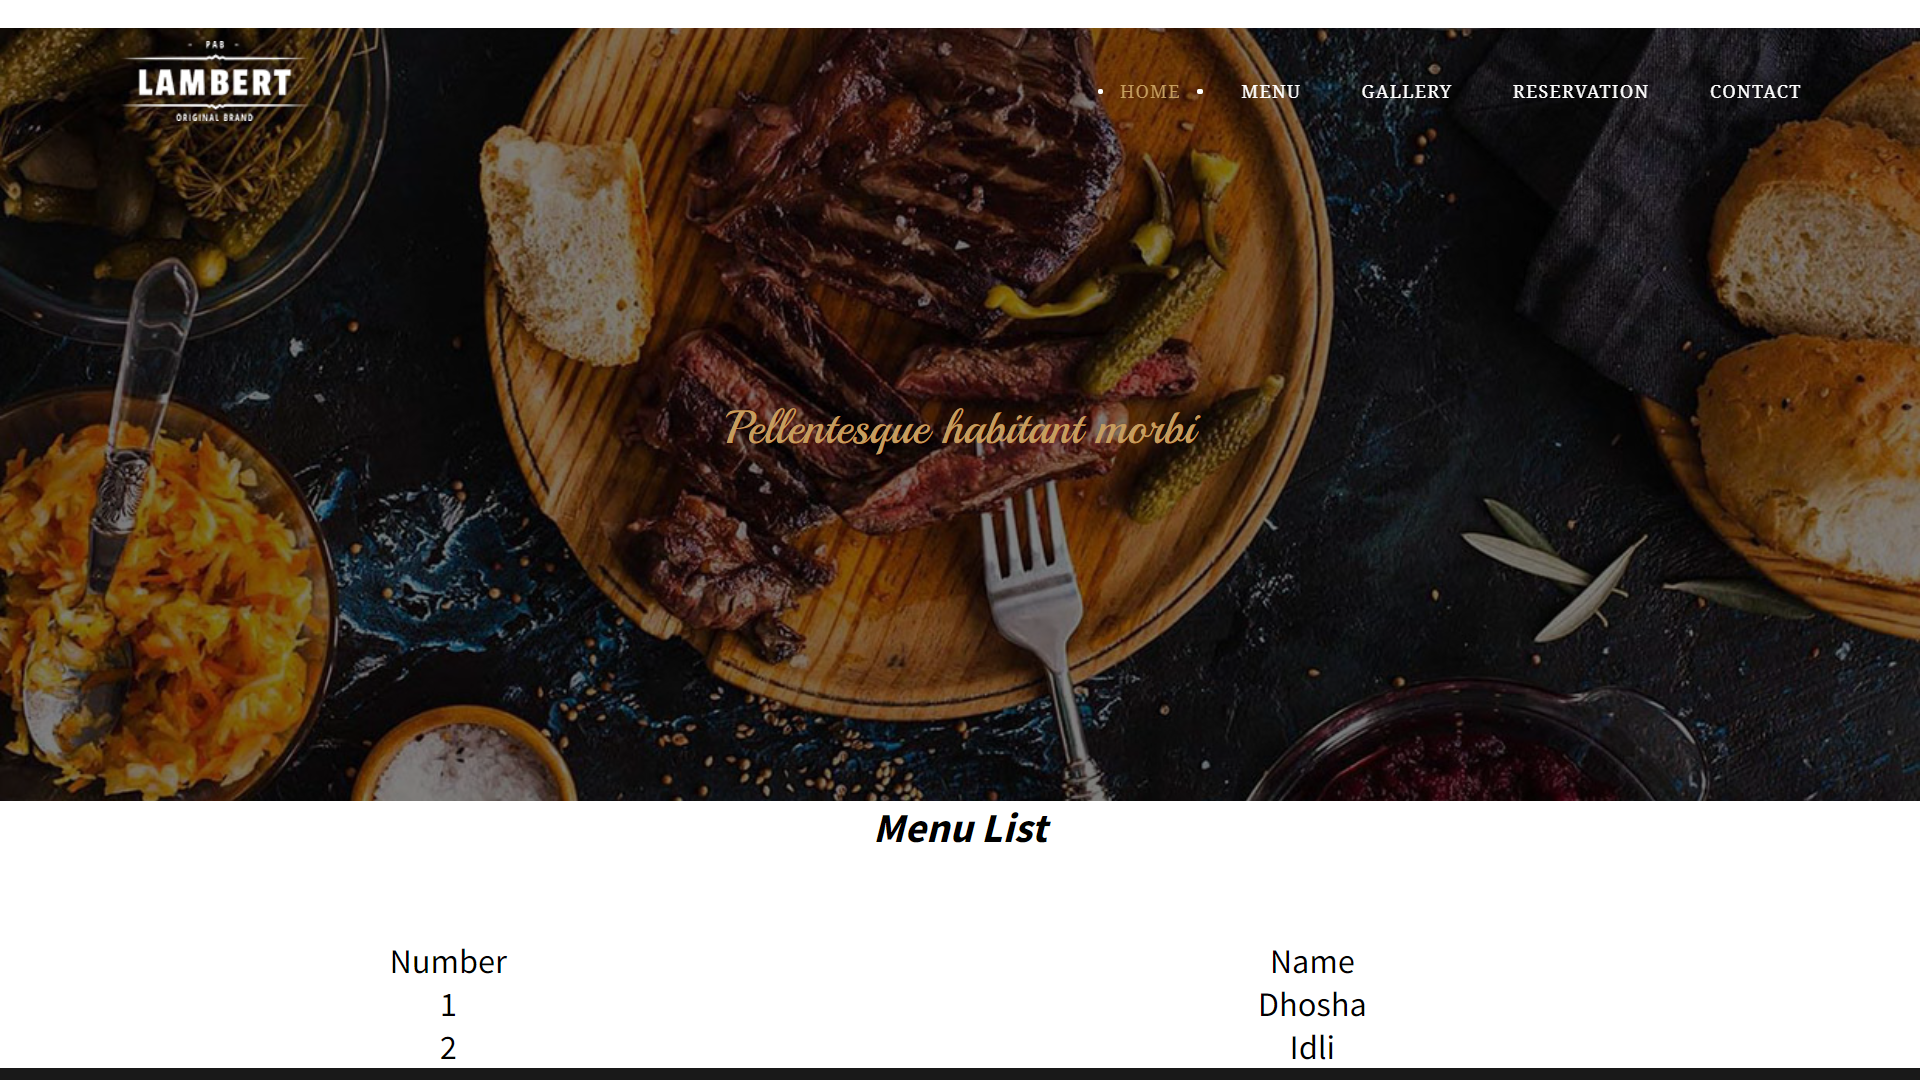 PAB
LAMBERT
ORIGINAL BRAND
HOME MENU GALLERY RESERVATION CONTACT
Pellentesque habitant morbi
Menu List
Number Name
1 Dhosha
2 Idli